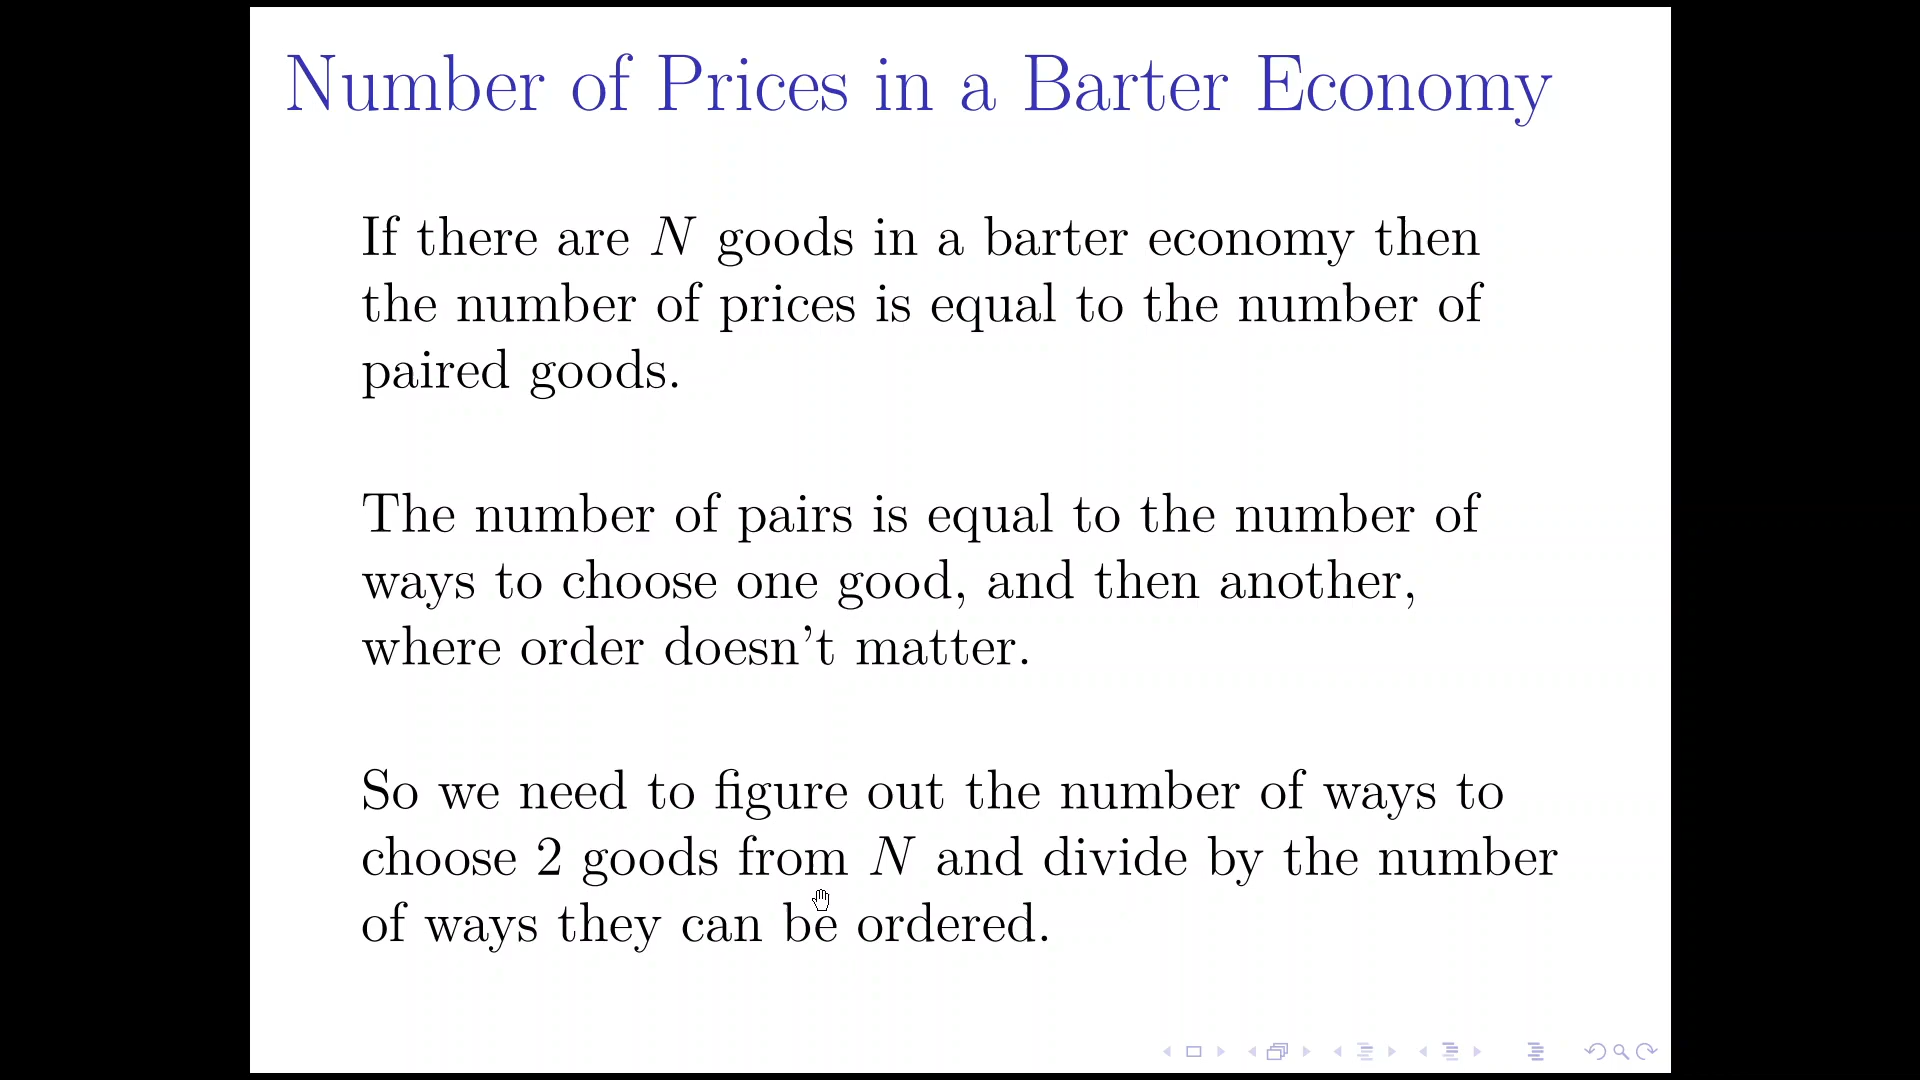 Number of Prices in a Barter Economy
If there are N goods in a barter economy then
the number of prices is equal to the number of
paired goods.
The number of pairs is equal to the number of
ways to choose one good, and then another,
where order doesn't matter.
So we need to figure out the number of ways to
choose 2 goods from N and divide by the number
of ways they can be ordered.